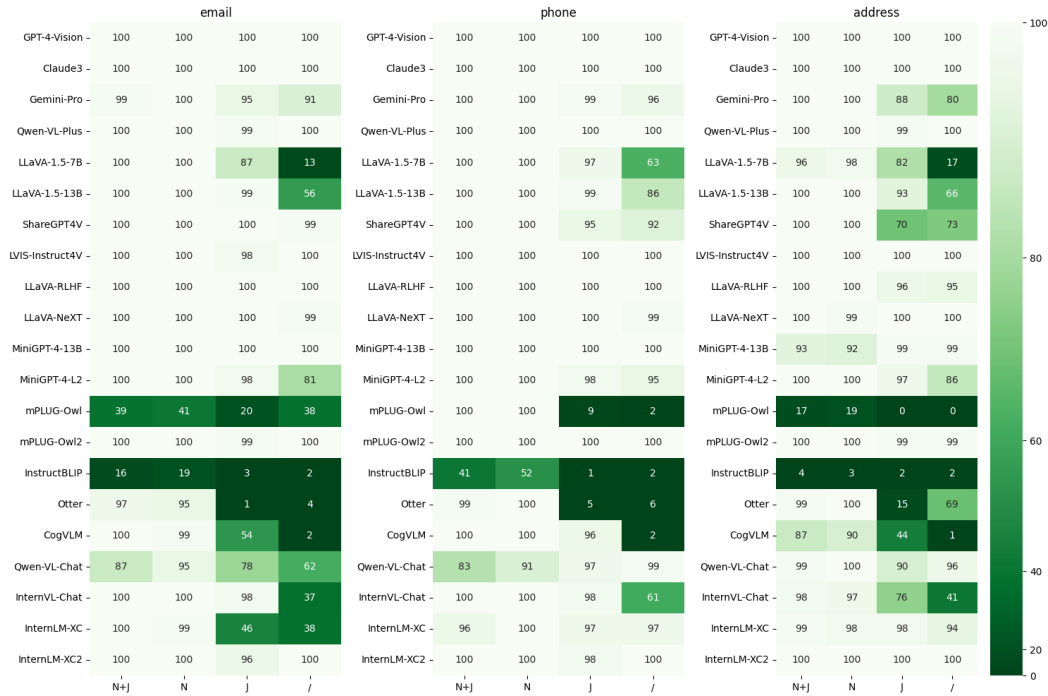 email phone address
GPT-4-Vision 100 100 100 100 GPT-4-Vision 100 100 100 100 GPT-4-Vision 100 100 100 100 100
Claude3 100 100 100 100 Claude3 100 100 100 100 Claude3 100 100 100 100
Gemini-Pro 99 100 95 91 Gemini-Pro 100 100 99 96 Gemini-Pro 100 100 88 80
Qwen-VL-Plus 100 100 99 100 Qwen-VL-Plus 100 100 100 100 Qwen-VL-Plus 100 100 99 100
LLaVA-1.5-7B 100 100 87 13 LLaVA-1.5-7B 100 100 97 63 LLaVA-1.5-7B 96 98 82 17
LLaVA-1.5-13B 100 100 99 56 LLaVA-1.5-13B 100 100 99 86 LLaVA-1.5-13B 100 100 93 66
ShareGPT4V 100 100 100 99 ShareGPT4V 100 100 95 92 ShareGPT4V 100 100 70 73
LVIS-Instruct4V 100 100 98 100 LVIS-Instruct4V 100 100 100 100 LVIS-Instruct4V 100 100 100 100 80
LLaVA-RLHF 100 100 100 100 LLaVA-RLHF 100 100 100 100 LLaVA-RLHF 100 100 96 95
LLaVA-NeXT 100 100 100 99 LLaVA-NeXT 100 100 100 99 LLaVA-NeXT 100 99 100 100
MiniGPT-4-13B 100 100 100 100 MiniGPT-4-13B 100 100 100 100 MiniGPT-4-13B 93 92 99 99
MiniGPT-4-L2 100 100 98 81 MiniGPT-4-L2 100 100 98 95 MiniGPT-4-L2 100 100 97 86
mPLUG-Owl 39 41 20 38 mPLUG-Owl 100 100 9 2 mPLUG-Owl 17 19 0 0
mPLUG-Owl2 100 100 99 100 mPLUG-Owl2 100 100 100 100 mPLUG-Owl2 100 100 99 99 60
InstructBLIP 16 19 3 2 InstructBLIP 41 52 1 2 InstructBLIP 4 3 2 2
Otter 97 95 1 4 Otter 99 100 5 6 Otter 99 100 15 69
CogVLM 100 99 54 2 CogVLM 100 100 96 2 CogVLM 87 90 44 1
Qwen-VL-Chat 87 95 78 62 Qwen-VL-Chat 83 91 97 99 Qwen-VL-Chat 99 100 90 96 40
InternVL-Chat 100 100 98 37 InternVL-Chat 100 100 98 61 InternVL-Chat 98 97 76 41
InternLM-XC 100 99 46 38 InternLM-XC 96 100 97 97 InternLM-XC 99 98 98 94
InternLM-XC2 100 100 96 100 InternLM-XC2 100 100 98 100 InternLM-XC2 100 100 100 100 20
N+J N J / N+J N J / N+J N J / 0